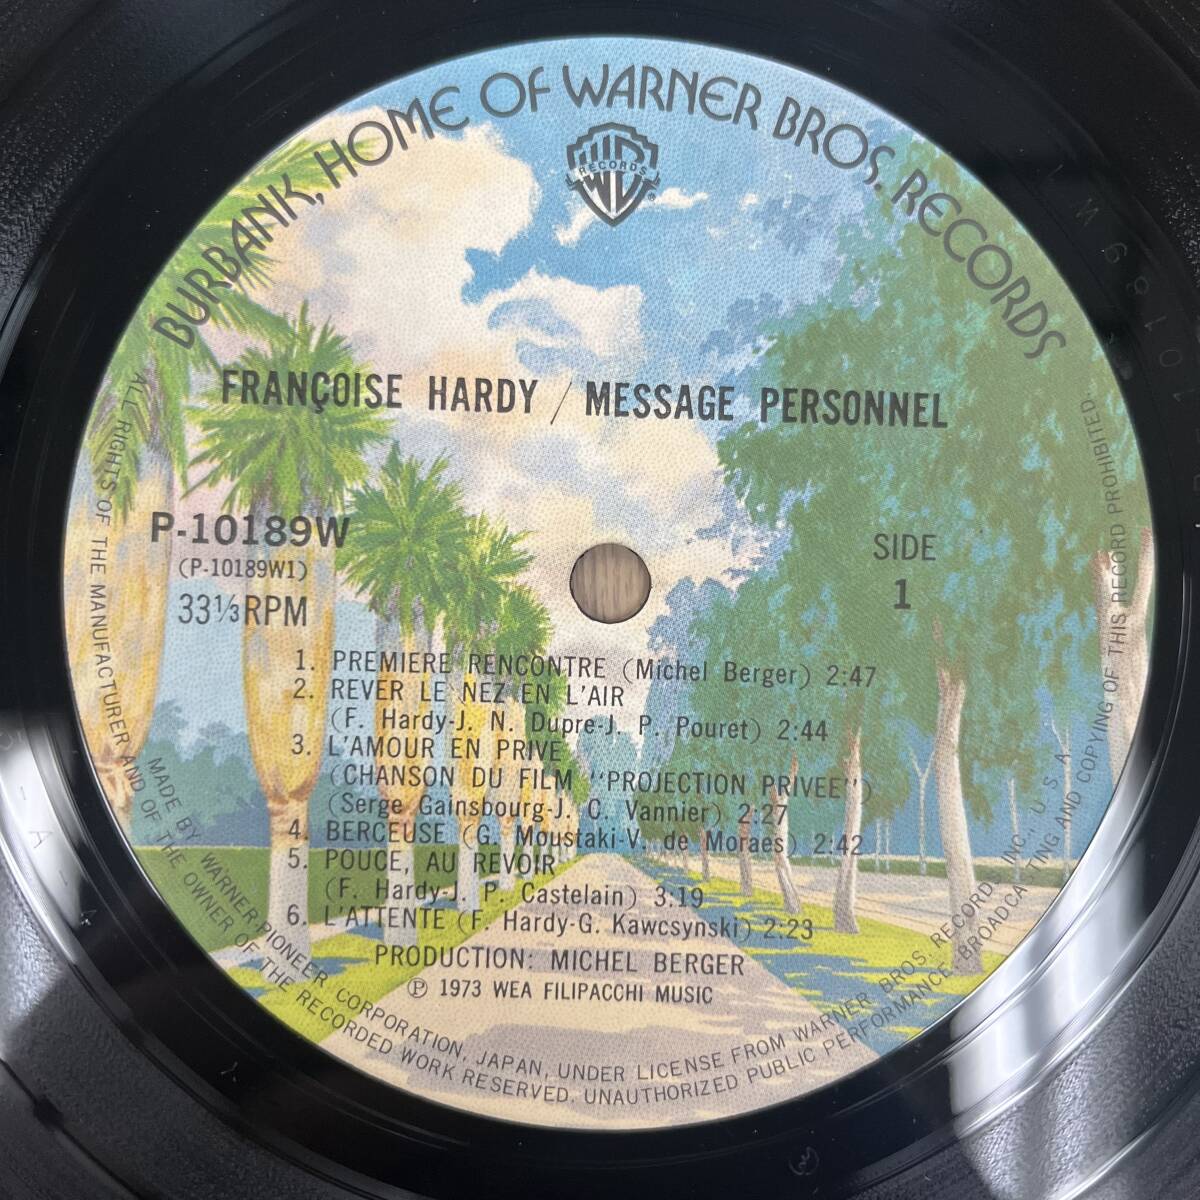 BURBANK, HOME OF WARNER BROS. RECORDS
WB
RECORDS
®
FRANÇOISE HARDY / MESSAGE PERSONNEL
P-10189W
(P-10189W1)
33⅓RPM
SIDE
1
1. PREMIERE RENCONTRE (Michel Berger) 2:47
2. REVER LE NEZ EN L'AIR
(F. Hardy-J. N. Dupre-J. P. Pouret) 2:44
3. L'AMOUR EN PRIVE
(CHANSON DU FILM "PROJECTION PRIVEE")
(Serge Gainsbourg-J. C. Vannier) 2:27
4. BERCEUSE (G. Moustaki-V. de Moraes) 2:42
5. POUCE, AU REVOIR
(F. Hardy-J. P. Castelain) 3:19
6. L'ATTENTE (F. Hardy-G. Kawcsynski) 2:23
PRODUCTION: MICHEL BERGER
Ⓟ 1973 WEA FILIPACCHI MUSIC
MADE BY WARNER-PIONEER CORPORATION, JAPAN, UNDER LICENSE FROM WARNER BROS. RECORD INC., U S A
ALL RIGHTS OF THE MANUFACTURER AND OF THE OWNER OF THE RECORDED WORK RESERVED. UNAUTHORIZED PUBLIC PERFORMANCE BROADCASTING AND COPYING OF THIS RECORD PROHIBITED.